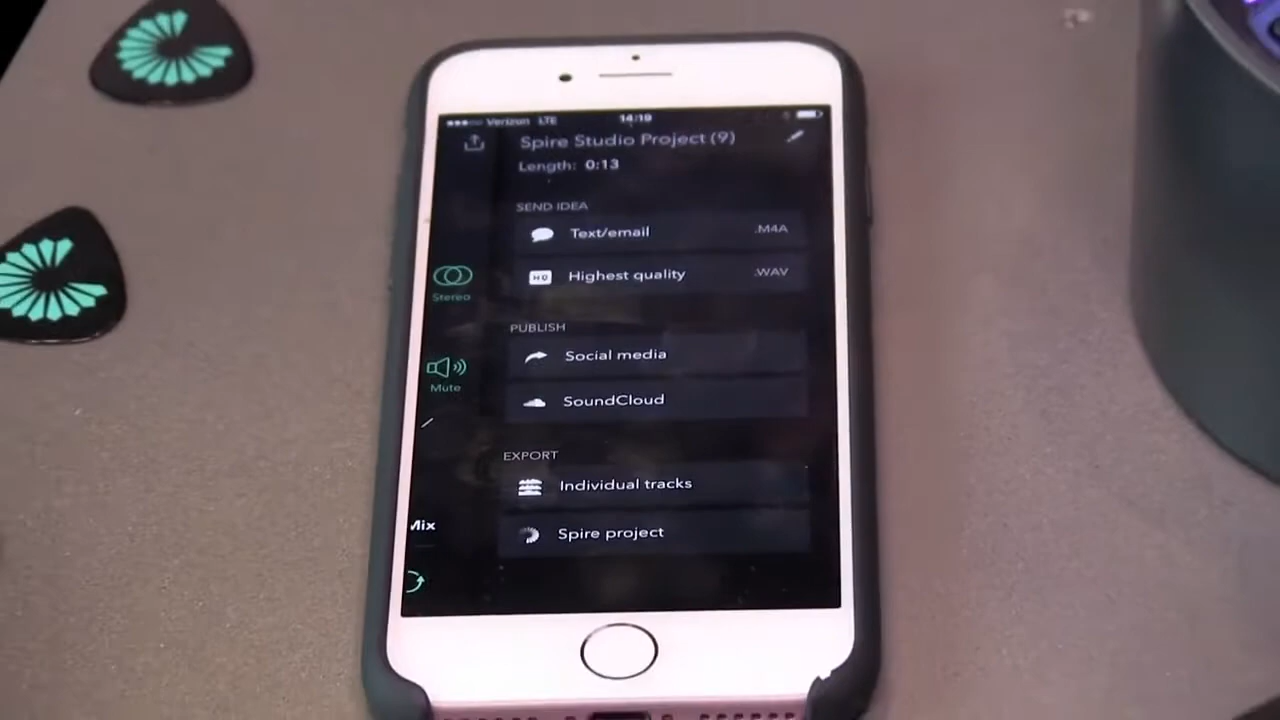 Verizon LTE 14:19
Spire Studio Project (9)
Length: 0:13
SEND IDEA
Text/email .M4A
HQ Highest quality .WAV
Stereo
PUBLISH
Social media
Mute
SoundCloud
EXPORT
Individual tracks
Mix
Spire project